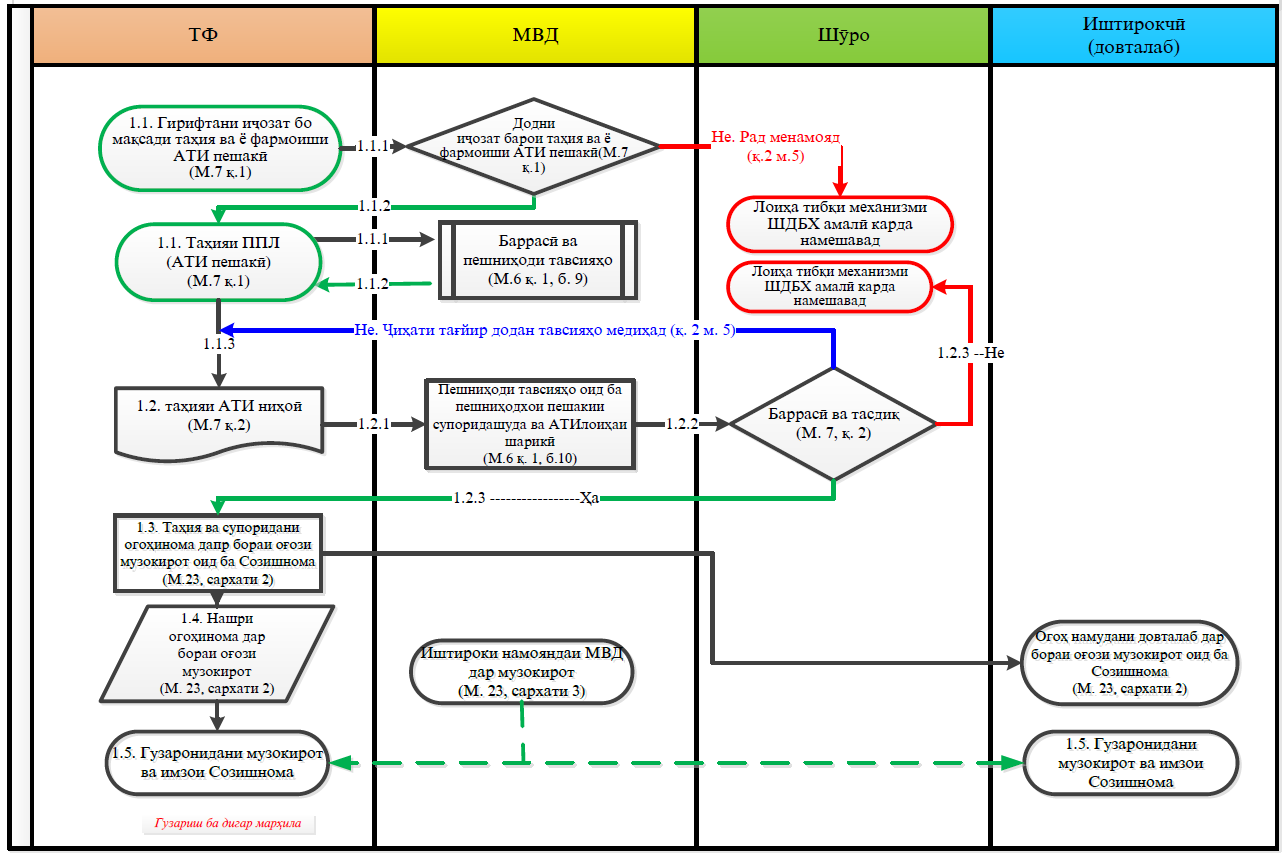 ТФ
МВД
Шӯро
Иштирокчӣ
(довталаб)
1.1. Гирифтани иҷозат бо
мақсади таҳия ва ё
фармоиши
АТИ пешакӣ
(М.7 қ.1)
1.1.1
Додни
иҷозат барои таҳия ва ё
фармоиши АТИ пешакӣ(М.7
қ.1)
Не. Рад менамояд
(қ.2 м.5)
Лоиҳа тибқи механизми
ШДБХ амалӣ карда
намешавад
1.1.2
1.1. Таҳияи ППЛ
(АТИ пешакӣ)
(М.7 қ.1)
1.1.1
1.1.2
Баррасӣ ва
пешниҳоди тавсияҳо
(М.6 қ. 1, б. 9)
Лоиҳа тибқи механизми
ШДБХ амалӣ карда
намешавад
Не. Ҷиҳати тағйир додан тавсияҳо медиҳад (қ. 2 м. 5)
1.1.3
1.2.3 --Не
1.2. таҳияи АТИ ниҳоӣ
(М.7 қ.2)
1.2.1
Пешниҳоди тавсияҳо оид ба
пешниҳодҳои пешакии
супоридашуда ва АТИлоиҳаи
шарикӣ
(М.6 қ. 1, б.10)
1.2.2
Баррасӣ ва тасдиқ
(М. 7, қ. 2)
1.2.3 -----------------Ҳа
1.3. Таҳия ва супоридани
огоҳинома дапр бораи оғози
музокирот оид ба Созишнома
(М.23, сархати 2)
1.4. Нашри
огоҳинома дар
бораи оғози
музокирот
(М. 23, сархати 2)
Иштироки намояндаи МВД
дар музокирот
(М. 23, сархати 3)
Огоҳ намудани довталаб дар
бораи оғози музокирот оид ба
Созишнома
(М. 23, сархати 2)
1.5. Гузаронидани музокирот
ва имзои Созишнома
1.5. Гузаронидани
музокирот ва имзои
Созишнома
Гузариш ба дигар марҳила